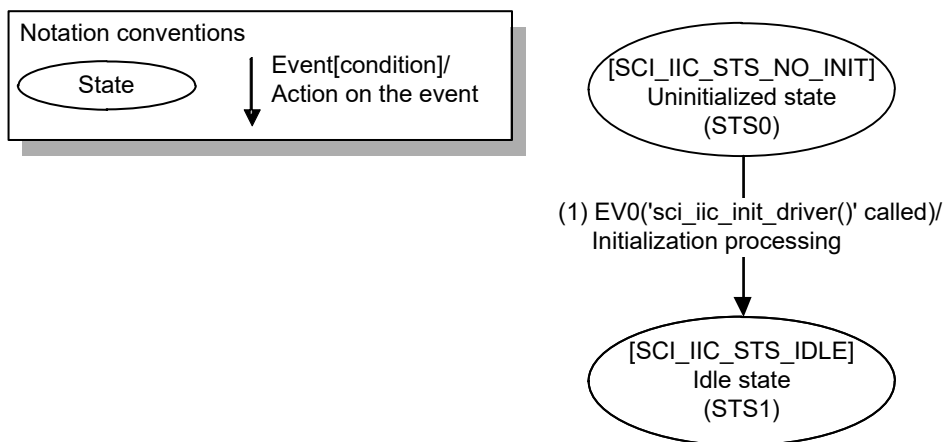 Notation conventions
State
Event[condition]/
Action on the event
[SCI_IIC_STS_NO_INIT]
Uninitialized state
(STS0)
(1) EV0('sci_iic_init_driver()' called)/
Initialization processing
[SCI_IIC_STS_IDLE]
Idle state
(STS1)